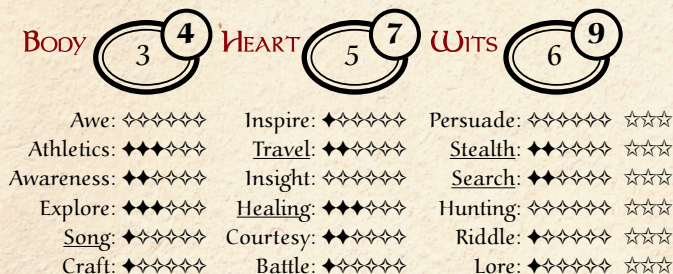 Body 3 4 Heart 5 7 Wits 6 9
Awe: ✧✧✧✧✧✧ Inspire: ✦✧✧✧✧✧ Persuade: ✧✧✧✧✧✧ ☆☆☆
Athletics: ✦✦✦✧✧✧ Travel: ✦✦✧✧✧✧ Stealth: ✦✦✧✧✧✧ ☆☆☆
Awareness: ✦✦✧✧✧✧ Insight: ✧✧✧✧✧✧ Search: ✦✦✧✧✧✧ ☆☆☆
Explore: ✦✦✦✧✧✧ Healing: ✦✦✦✧✧✧ Hunting: ✧✧✧✧✧✧ ☆☆☆
Song: ✦✧✧✧✧✧ Courtesy: ✦✦✧✧✧✧ Riddle: ✦✧✧✧✧✧ ☆☆☆
Craft: ✦✧✧✧✧✧ Battle: ✦✧✧✧✧✧ Lore: ✦✧✧✧✧✧ ☆☆☆